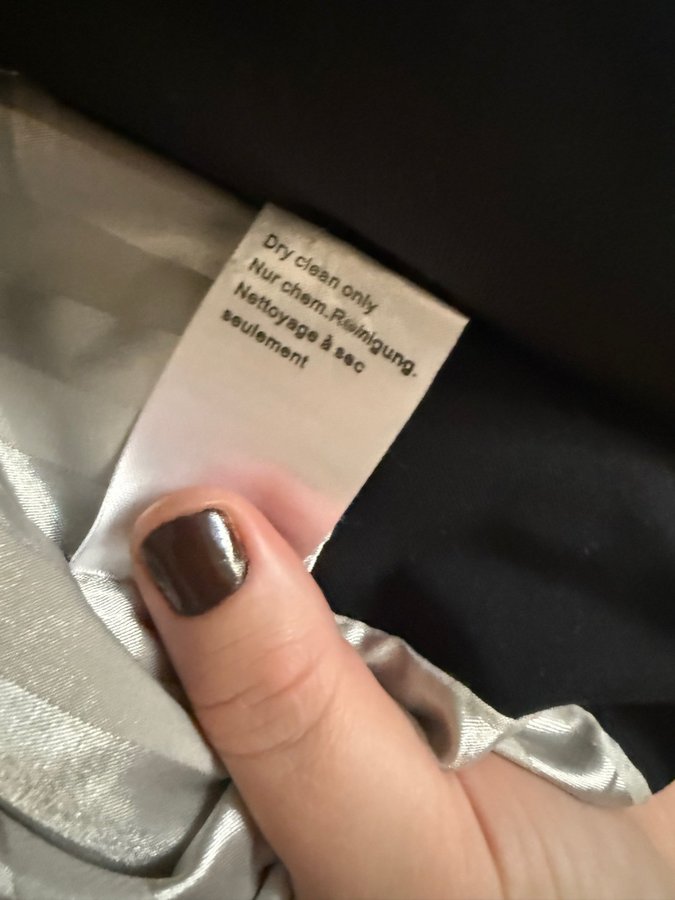 Dry clean only
Nur chem.Reinigung.
Nettoyage à sec
seulement